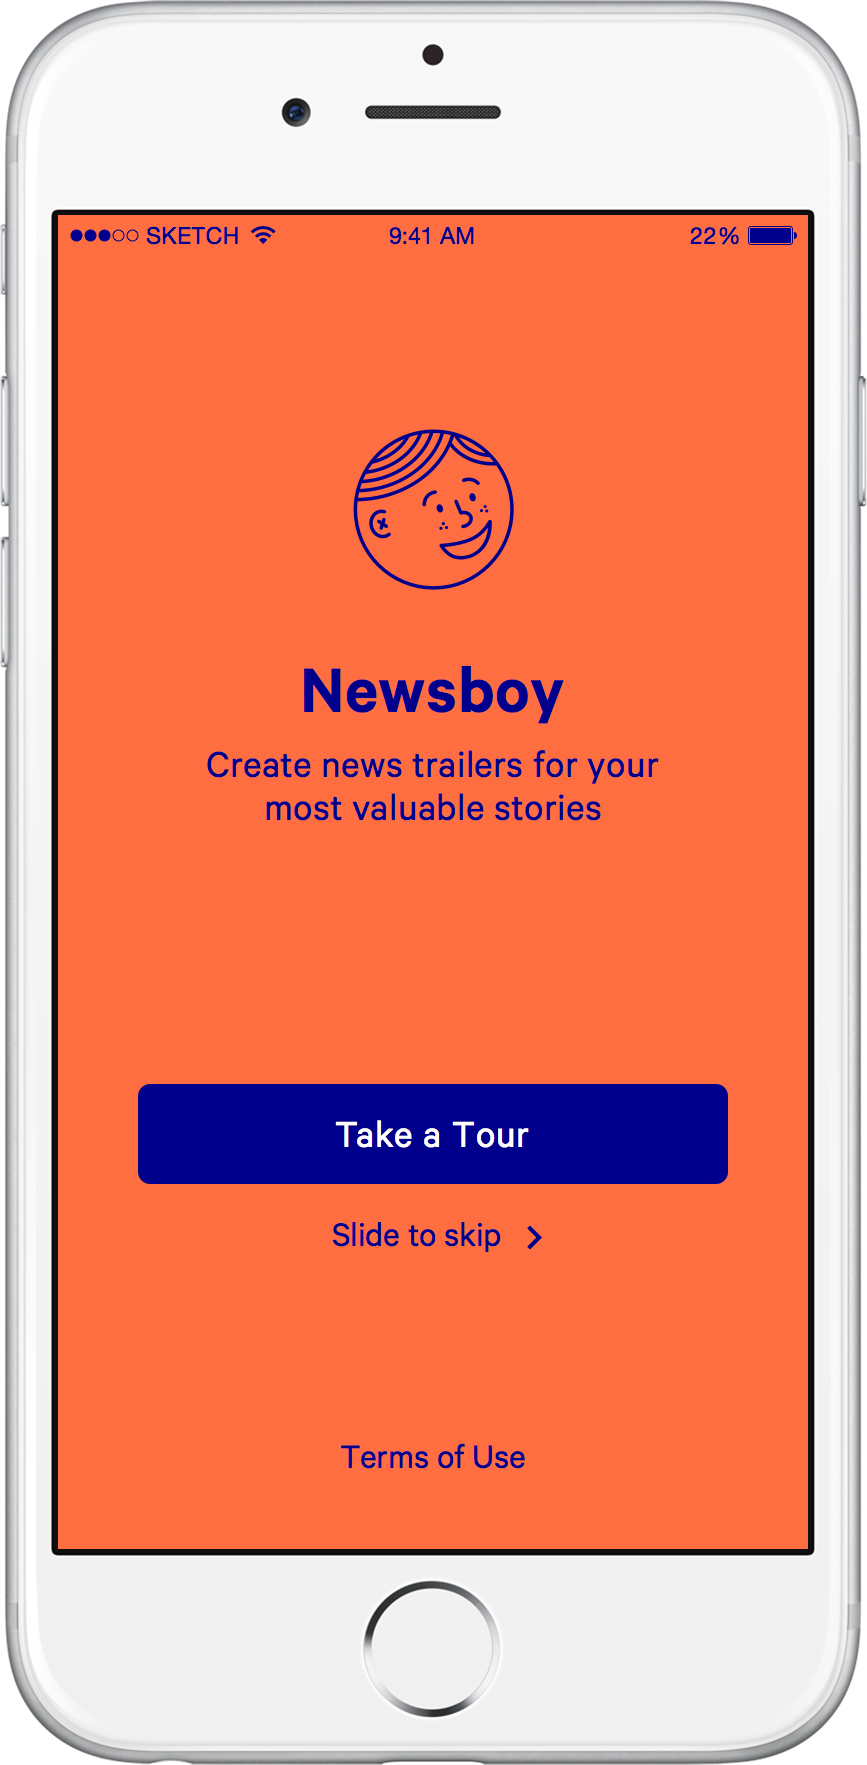 SKETCH 9:41 AM 22%
Newsboy
Create news trailers for your
most valuable stories
Take a Tour
Slide to skip
Terms of Use